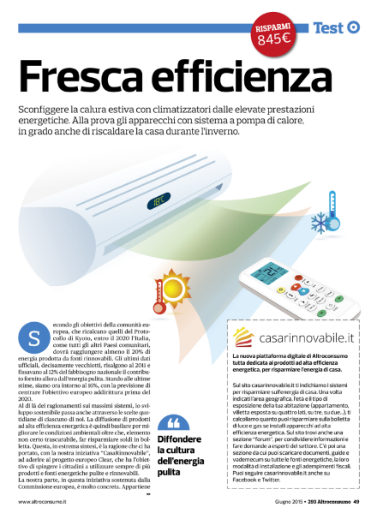 RISPARMI
845€
Test
Fresca efficienza
Sconfiggere la calura estiva con climatizzatori dalle elevate prestazioni
energetiche. Alla prova gli apparecchi con sistema a pompa di calore,
in grado anche di riscaldare la casa durante l'inverno.
Secondo gli obiettivi della comunità eu-
ropea, che ricalcano quelli del Proto-
collo di Kyoto, entro il 2020 l'Italia,
come tutti gli altri Paesi comunitari,
dovrà raggiungere almeno il 20% di
energia prodotta da fonti rinnovabili. Gli ultimi dati
ufficiali, decisamente vecchiotti, risalgono al 2011 e
fissavano al 12% del fabbisogno nazionale il contributo
fornito allora dall'energia pulita. Stando alle ultime
stime, siamo ora intorno al 16%, con la previsione di
centrare l'obiettivo europeo addirittura prima del
2020.
Al di là dei ragionamenti sui massimi sistemi, lo svi-
luppo sostenibile passa anche attraverso le scelte quo-
tidiane di ciascuno di noi. La diffusione di prodotti
ad alta efficienza energetica è quindi basilare per mi-
gliorare le condizioni ambientali oltre che, elemento
non certo trascurabile, far risparmiare soldi in bol-
letta. Questa, in estrema sintesi, è la ragione che ci ha
portato, con la nostra iniziativa "CasaRinnovabile",
ad aderire al progetto europeo Clear, che ha l'obiet-
tivo di spingere i cittadini a utilizzare sempre di più
prodotti e fonti energetiche pulite e rinnovabili.
La nostra parte, in questa iniziativa sostenuta dalla
Commissione europea, è molto concreta. Appartiene
Diffondere
la cultura
dell'energia
pulita
casarinnovabile.it
La nuova piattaforma digitale di Altroconsumo
tutta dedicata ai prodotti ad alta efficienza
energetica, per risparmiare l'energia di casa.
Sul sito casarinnovabile.it ti indichiamo i sistemi
per risparmiare sull'energia di casa. Una volta
indicati l'area geografica, l'età e il tipo di
esposizione della tua abitazione (appartamento,
villetta esposta su quattro lati, su tre, su due...), ti
calcoliamo quanto puoi risparmiare sulla bolletta
di luce e gas se installi apparecchi ad alta
efficienza energetica. Sul sito trovi anche una
sezione "forum", per condividere informazioni e
fare domande a esperti del settore. C'è poi una
sezione da cui puoi scaricare documenti, guide e
vademecum su tutte le fonti energetiche, la loro
modalità di installazione e gli adempimenti fiscali.
Puoi seguire casarinnovabile.it anche su
Facebook e Twitter.
www.altroconsumo.it
Giugno 2015 • 293 Altroconsumo 49